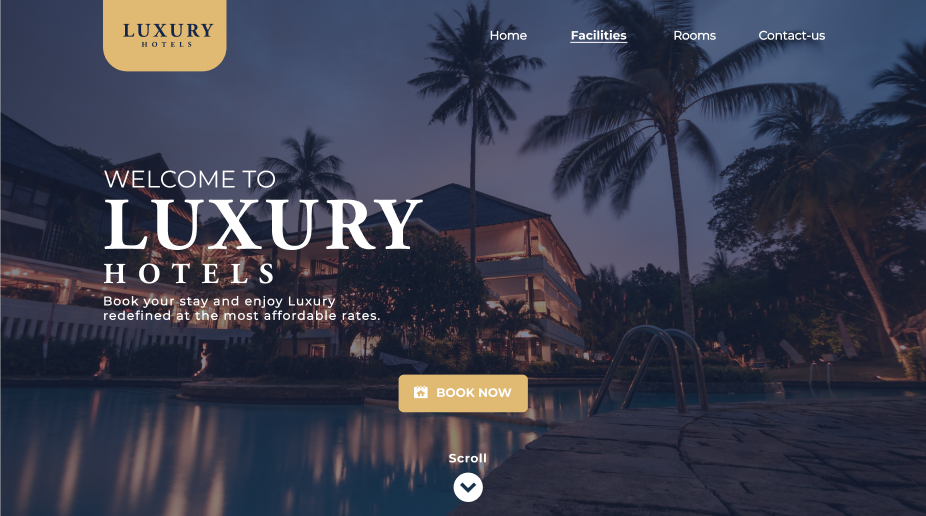 LUXURY
HOTELS
Home Facilities Rooms Contact-us
WELCOME TO
LUXURY
HOTELS
Book your stay and enjoy Luxury
redefined at the most affordable rates.
BOOK NOW
Scroll